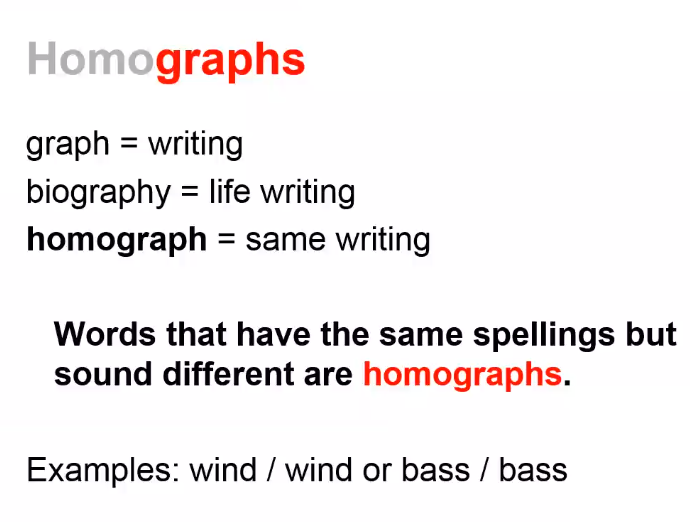 Homographs
graph = writing
biography = life writing
homograph = same writing
Words that have the same spellings but
sound different are homographs.
Examples: wind / wind or bass / bass